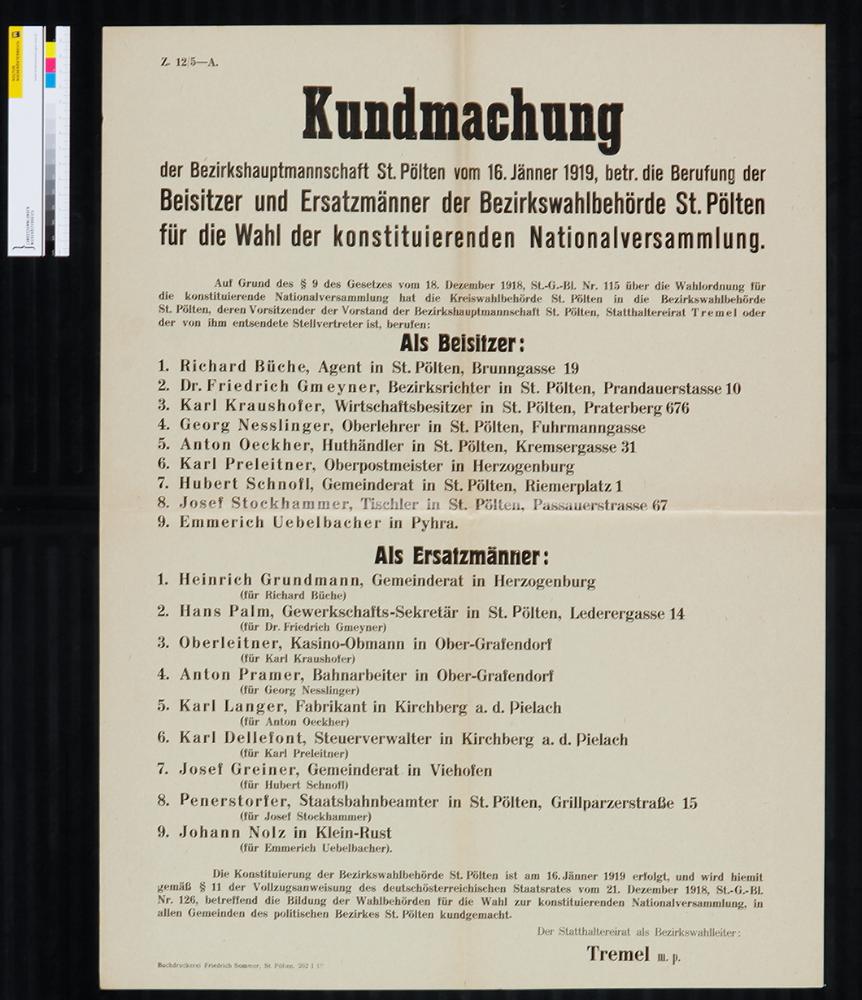 Z. 12/5—A.
Kundmachung
der Bezirkshauptmannschaft St. Pölten vom 16. Jänner 1919, betr. die Berufung der
Beisitzer und Ersatzmänner der Bezirkswahlbehörde St. Pölten
für die Wahl der konstituierenden Nationalversammlung.
Auf Grund des § 9 des Gesetzes vom 18. Dezember 1918, St.-G.-Bl. Nr. 115 über die Wahlordnung für
die konstituierende Nationalversammlung hat die Kreiswahlbehörde St. Pölten in die Bezirkswahlbehörde
St. Pölten, deren Vorsitzender der Vorstand der Bezirkshauptmannschaft St. Pölten, Statthaltereirat Tremel oder
der von ihm entsendete Stellvertreter ist, berufen:
Als Beisitzer:
1. Richard Büche, Agent in St. Pölten, Brunngasse 19
2. Dr. Friedrich Gmeyner, Bezirksrichter in St. Pölten, Prandauerstasse 10
3. Karl Kraushofer, Wirtschaftsbesitzer in St. Pölten, Praterberg 676
4. Georg Nesslinger, Oberlehrer in St. Pölten, Fuhrmanngasse
5. Anton Oeckher, Huthändler in St. Pölten, Kremsergasse 31
6. Karl Preleitner, Oberpostmeister in Herzogenburg
7. Hubert Schnofl, Gemeinderat in St. Pölten, Riemerplatz 1
8. Josef Stockhammer, Tischler in St. Pölten, Passauerstrasse 67
9. Emmerich Uebelbacher in Pyhra.
Als Ersatzmänner:
1. Heinrich Grundmann, Gemeinderat in Herzogenburg
(für Richard Büche)
2. Hans Palm, Gewerkschafts-Sekretär in St. Pölten, Lederergasse 14
(für Dr. Friedrich Gmeyner)
3. Oberleitner, Kasino-Obmann in Ober-Grafendorf
(für Karl Kraushofer)
4. Anton Pramer, Bahnarbeiter in Ober-Grafendorf
(für Georg Nesslinger)
5. Karl Langer, Fabrikant in Kirchberg a. d. Pielach
(für Anton Oeckher)
6. Karl Dellefont, Steuerverwalter in Kirchberg a. d. Pielach
(für Karl Preleitner)
7. Josef Greiner, Gemeinderat in Viehofen
(für Hubert Schnofl)
8. Penerstorfer, Staatsbahnbeamter in St. Pölten, Grillparzerstraße 15
(für Josef Stockhammer)
9. Johann Nolz in Klein-Rust
(für Emmerich Uebelbacher).
Die Konstituierung der Bezirkswahlbehörde St. Pölten ist am 16. Jänner 1919 erfolgt, und wird hiemit
gemäß § 11 der Vollzugsanweisung des deutschösterreichischen Staatsrates vom 21. Dezember 1918, St.-G.-Bl.
Nr. 126, betreffend die Bildung der Wahlbehörden für die Wahl zur konstituierenden Nationalversammlung, in
allen Gemeinden des politischen Bezirkes St. Pölten kundgemacht.
Der Statthaltereirat als Bezirkswahlleiter:
Tremel m. p.
Buchdruckerei Friedrich Sommer, St. Pölten.